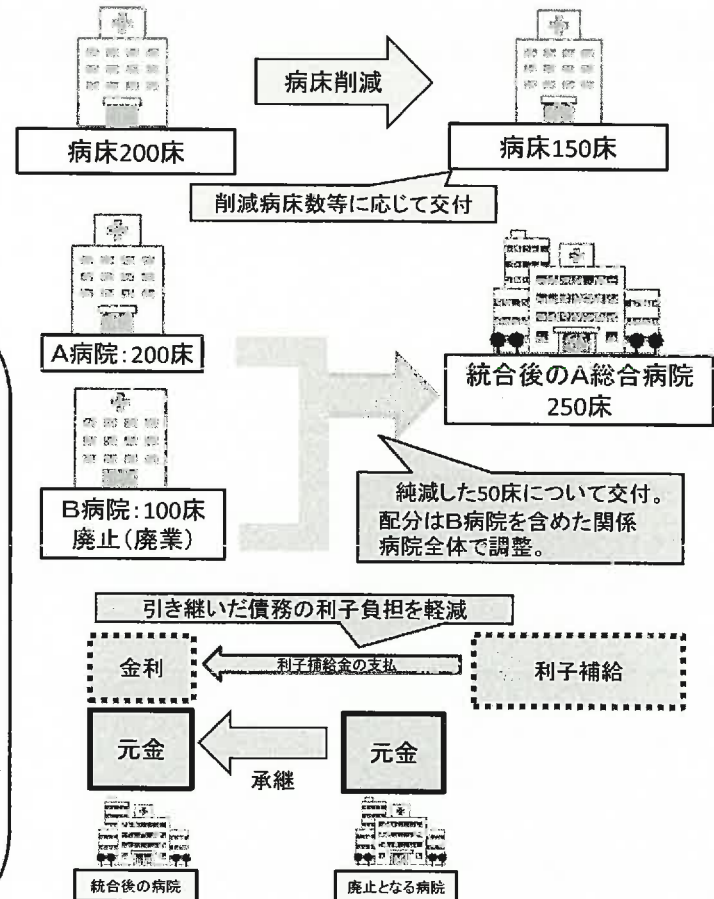 病床削減
病床200床
病床150床
削減病床数等に応じて交付
A病院:200床
B病院:100床
廃止(廃業)
統合後のA総合病院
250床
純減した50床について交付。
配分はB病院を含めた関係
病院全体で調整。
引き継いだ債務の利子負担を軽減
金利
利子補給金の支払
利子補給
元金
承継
元金
統合後の病院
廃止となる病院